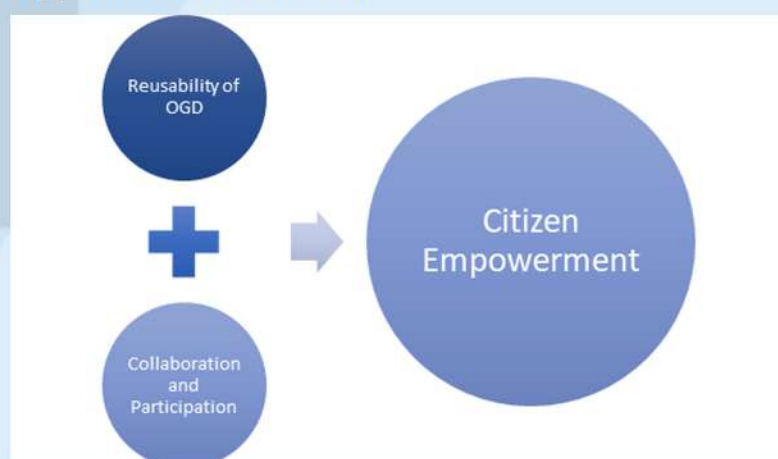 Reusability of
OGD
Collaboration
and
Participation
Citizen
Empowerment